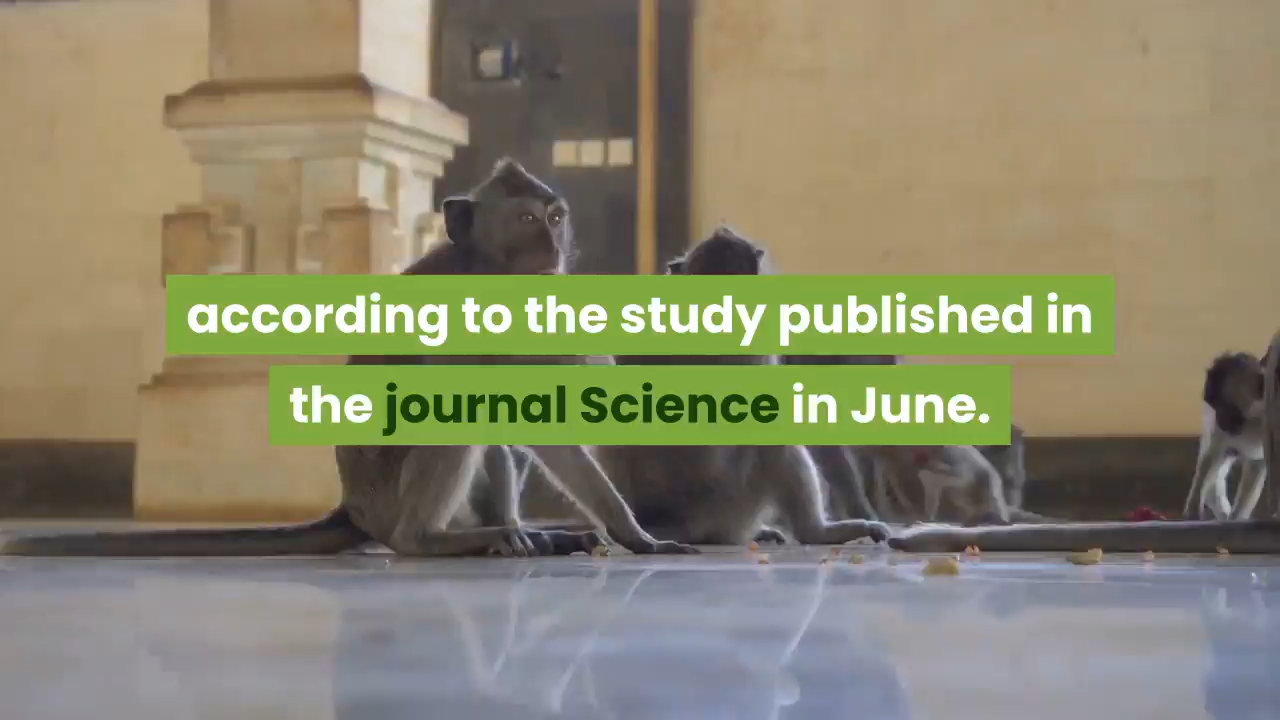 according to the study published in
the journal Science in June.